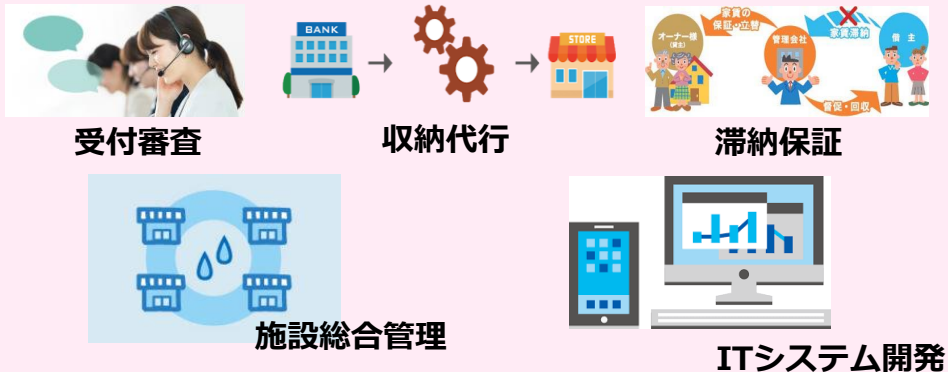 BANK
STORE
家賃の
保証・立替
家賃滞納
オーナー様
(貸主)
管理会社
借 主
督促・回収
受付審査
収納代行
滞納保証
施設総合管理
ITシステム開発